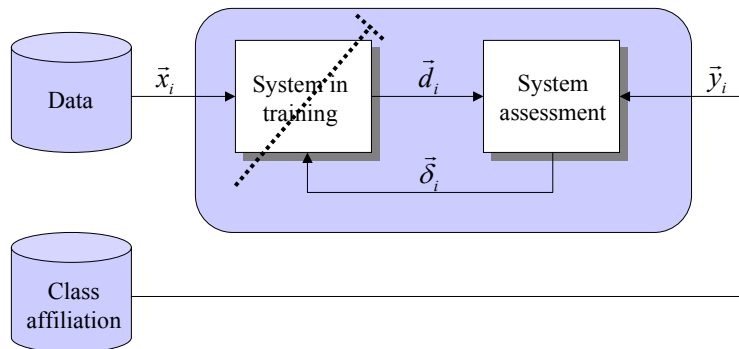 Data
x⃗ᵢ
System in
training
d⃗ᵢ
System
assessment
y⃗ᵢ
δ⃗ᵢ
Class
affiliation